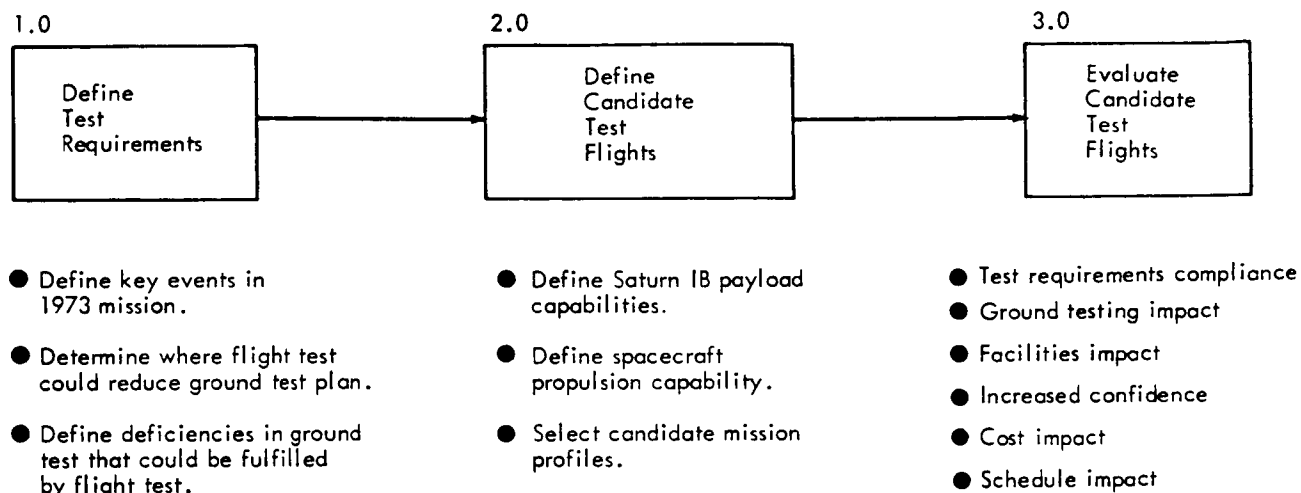 1.0
Define
Test
Requirements
● Define key events in
1973 mission.
● Determine where flight test
could reduce ground test plan.
● Define deficiencies in ground
test that could be fulfilled
by flight test.
2.0
Define
Candidate
Test
Flights
● Define Saturn IB payload
capabilities.
● Define spacecraft
propulsion capability.
● Select candidate mission
profiles.
3.0
Evaluate
Candidate
Test
Flights
● Test requirements compliance
● Ground testing impact
● Facilities impact
● Increased confidence
● Cost impact
● Schedule impact